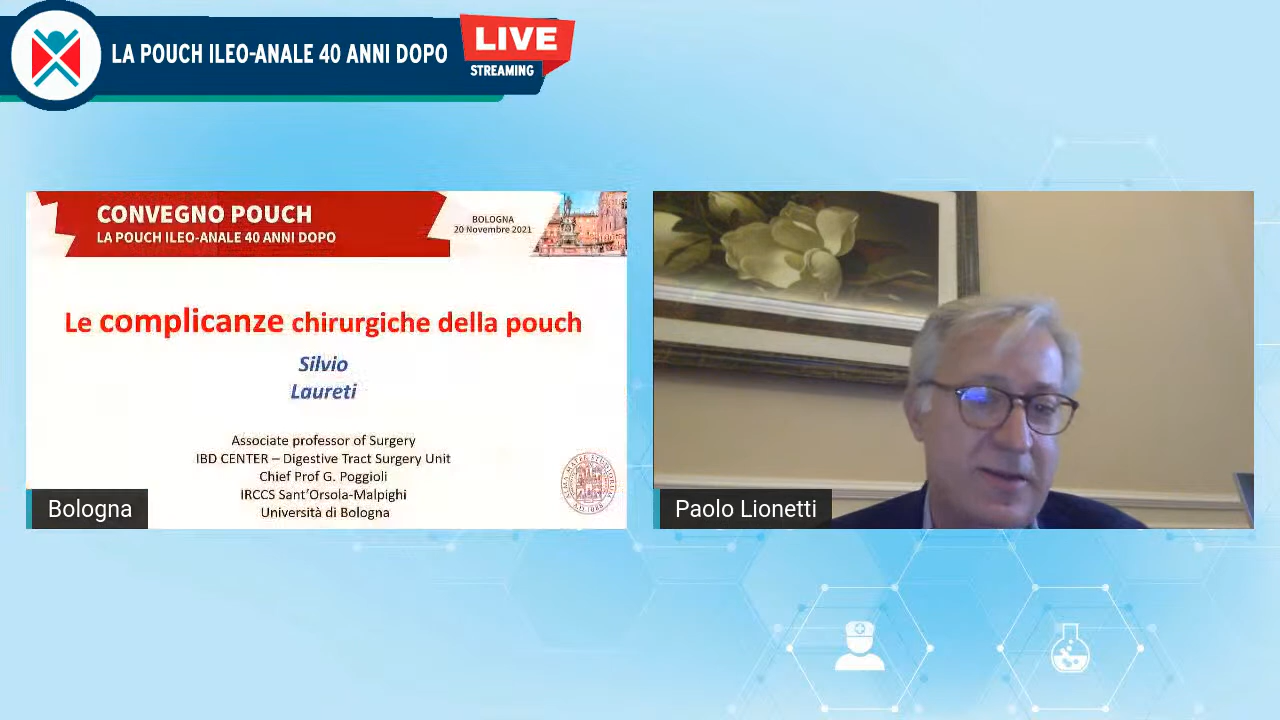 LA POUCH ILEO-ANALE 40 ANNI DOPO
LIVE
STREAMING
CONVEGNO POUCH
LA POUCH ILEO-ANALE 40 ANNI DOPO
BOLOGNA
20 Novembre 2021
Le complicanze chirurgiche della pouch
Silvio
Laureti
Associate professor of Surgery
IBD CENTER – Digestive Tract Surgery Unit
Chief Prof G. Poggioli
IRCCS Sant'Orsola-Malpighi
Università di Bologna
Bologna
Paolo Lionetti